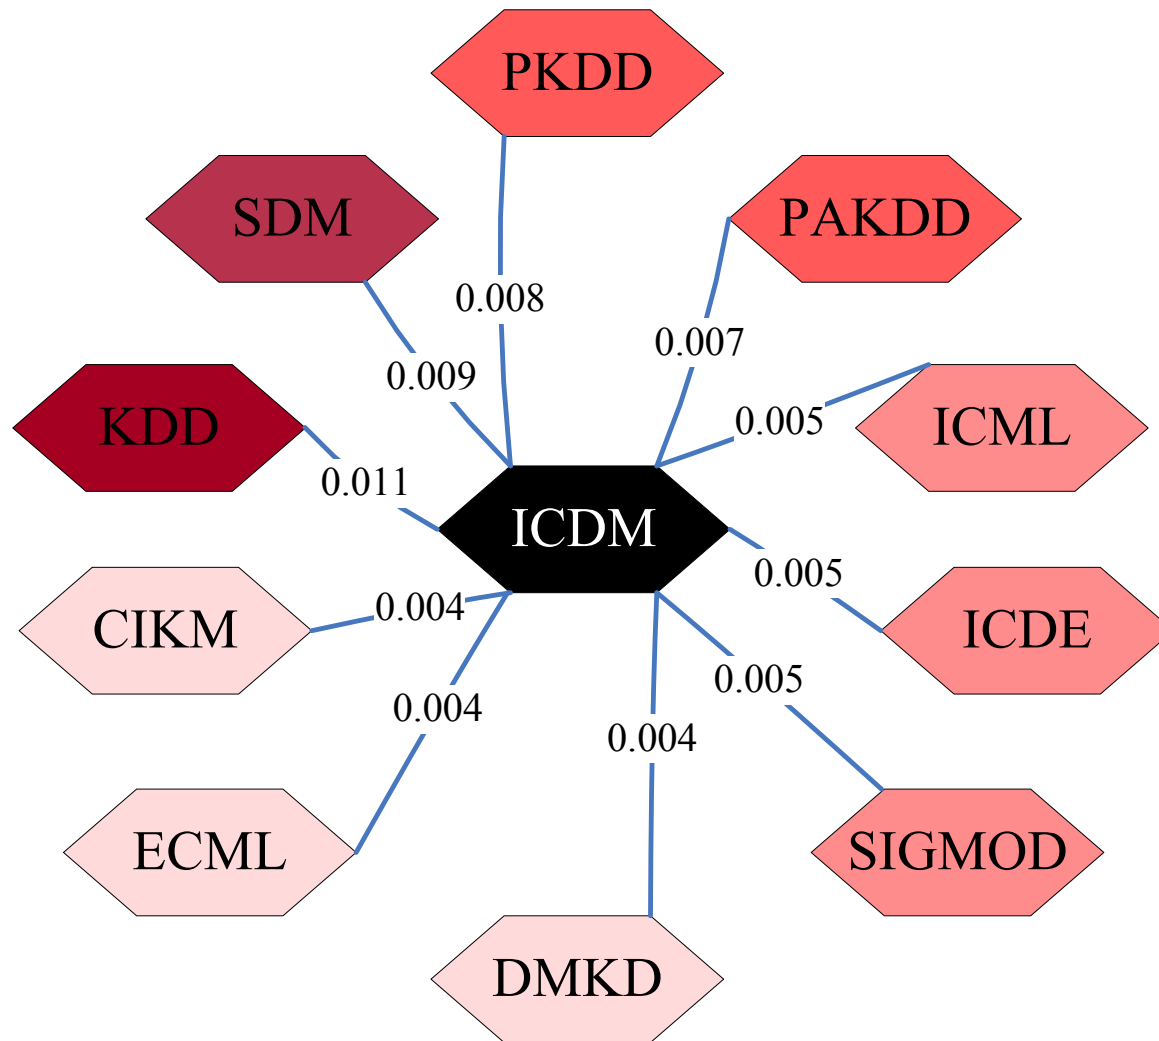 PKDD
SDM
PAKDD
0.008
0.007
0.009
KDD
0.005
ICML
0.011
ICDM
0.005
CIKM
0.004
ICDE
0.005
0.004
0.004
ECML
SIGMOD
DMKD